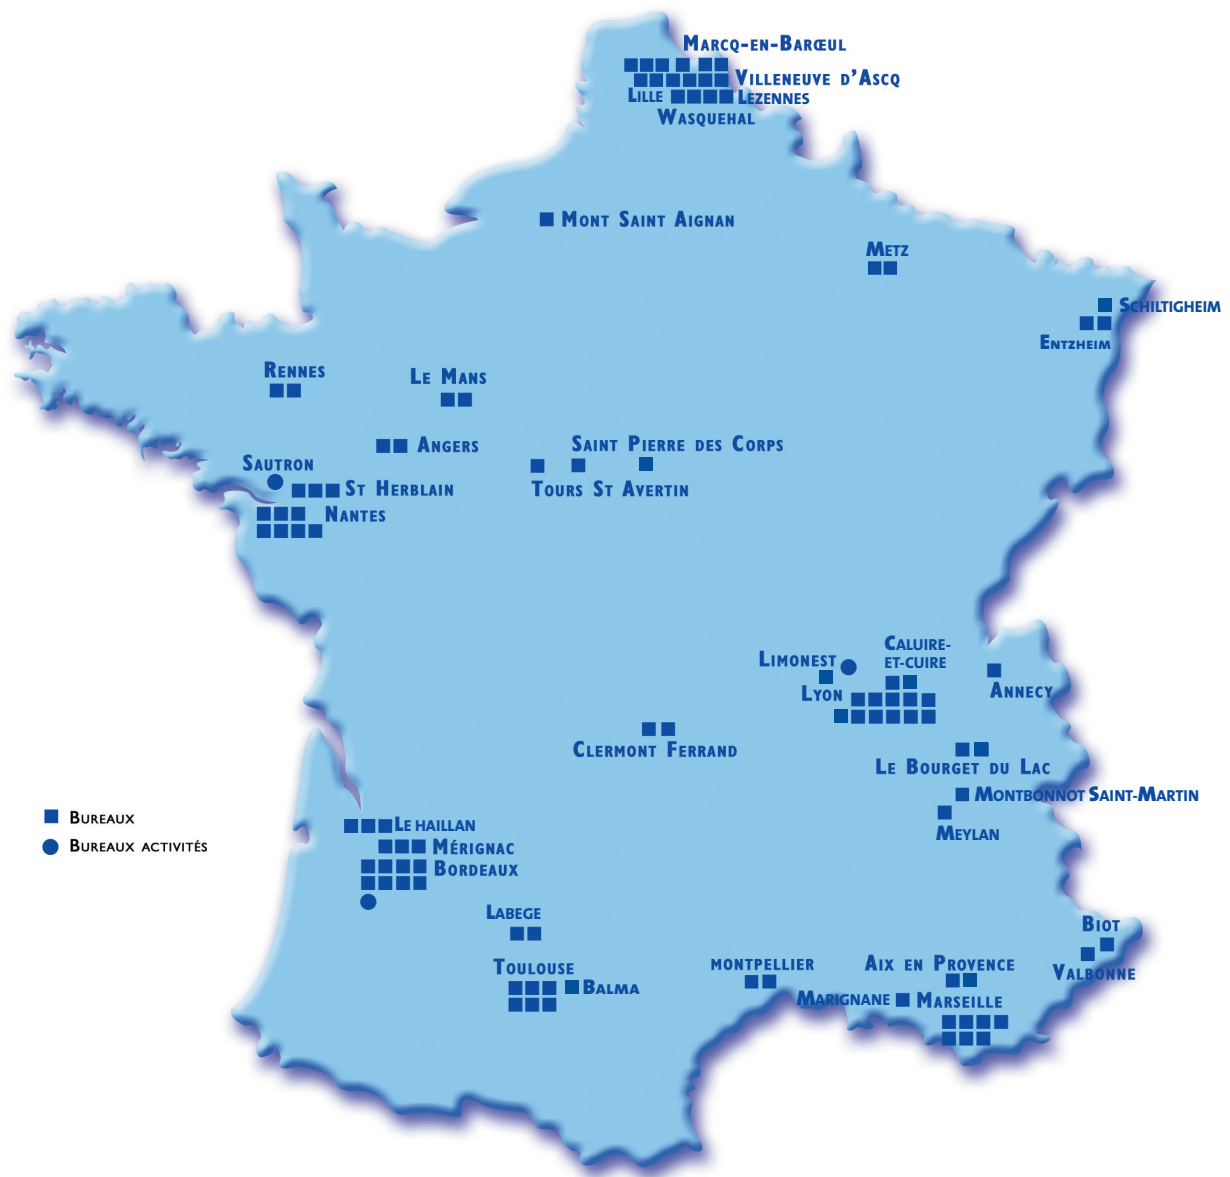 Marcq-en-Barœul
Villeneuve d'Ascq
Lille
Lezennes
Wasquehal
Mont Saint Aignan
Metz
Schiltigheim
Entzheim
Rennes
Le Mans
Angers
Saint Pierre des Corps
Sautron
St Herblain
Tours St Avertin
Nantes
Caluire-
et-cuire
Limonest
Lyon
Annecy
Clermont Ferrand
Le Bourget du Lac
Montbonnot Saint-Martin
Meylan
Bureaux
Bureaux activités
Le Haillan
Mérignac
Bordeaux
Labege
Toulouse
Balma
montpellier
Aix en Provence
Marignane
Marseille
Biot
Valbonne